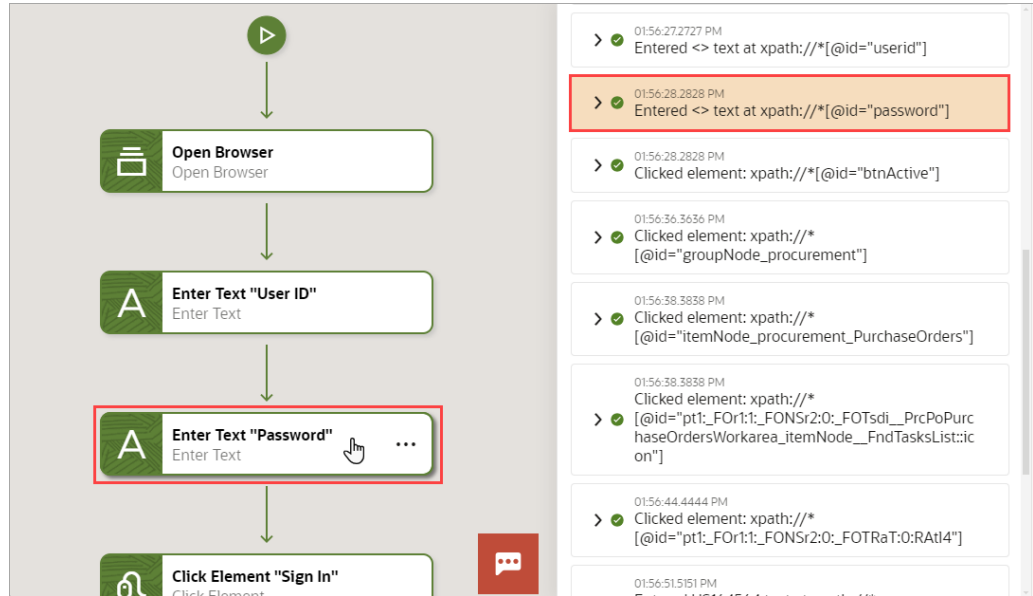 Open Browser
Open Browser
Enter Text "User ID"
Enter Text
Enter Text "Password"
Enter Text
Click Element "Sign In"
Click Element
01:56:27.2727 PM
Entered <> text at xpath://*[@id="userid"]
01:56:28.2828 PM
Entered <> text at xpath://*[@id="password"]
01:56:28.2828 PM
Clicked element: xpath://*[@id="btnActive"]
01:56:36.3636 PM
Clicked element: xpath://*
[@id="groupNode_procurement"]
01:56:38.3838 PM
Clicked element: xpath://*
[@id="itemNode_procurement_PurchaseOrders"]
01:56:38.3838 PM
Clicked element: xpath://*
[@id="pt1:_FOr1:1:_FONSr2:0:_FOTsdi__PrcPoPurc
haseOrdersWorkarea_itemNode__FndTasksList::ic
on"]
01:56:44.4444 PM
Clicked element: xpath://*
[@id="pt1:_FOr1:1:_FONSr2:0:_FOTRaT:0:RAtl4"]
01:56:51.5151 PM